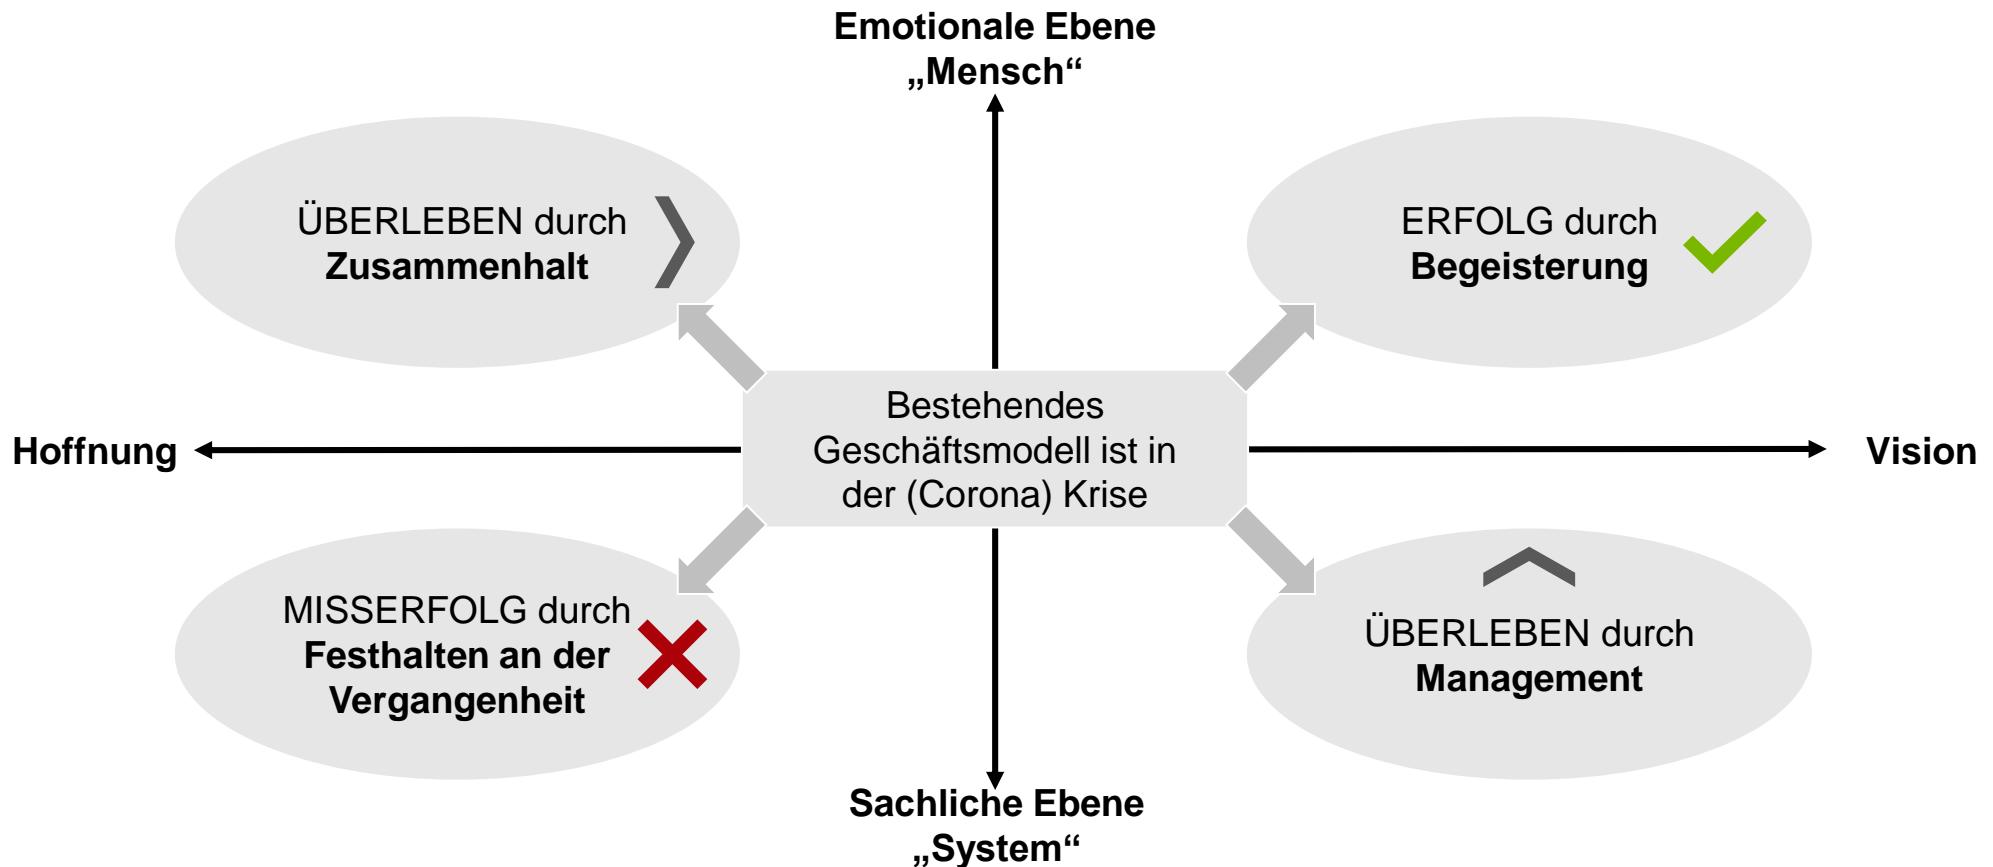 Emotionale Ebene
„Mensch“
ÜBERLEBEN durch
Zusammenhalt
ERFOLG durch
Begeisterung
Hoffnung
Bestehendes
Geschäftsmodell ist in
der (Corona) Krise
Vision
MISSERFOLG durch
Festhalten an der
Vergangenheit
ÜBERLEBEN durch
Management
Sachliche Ebene
„System“